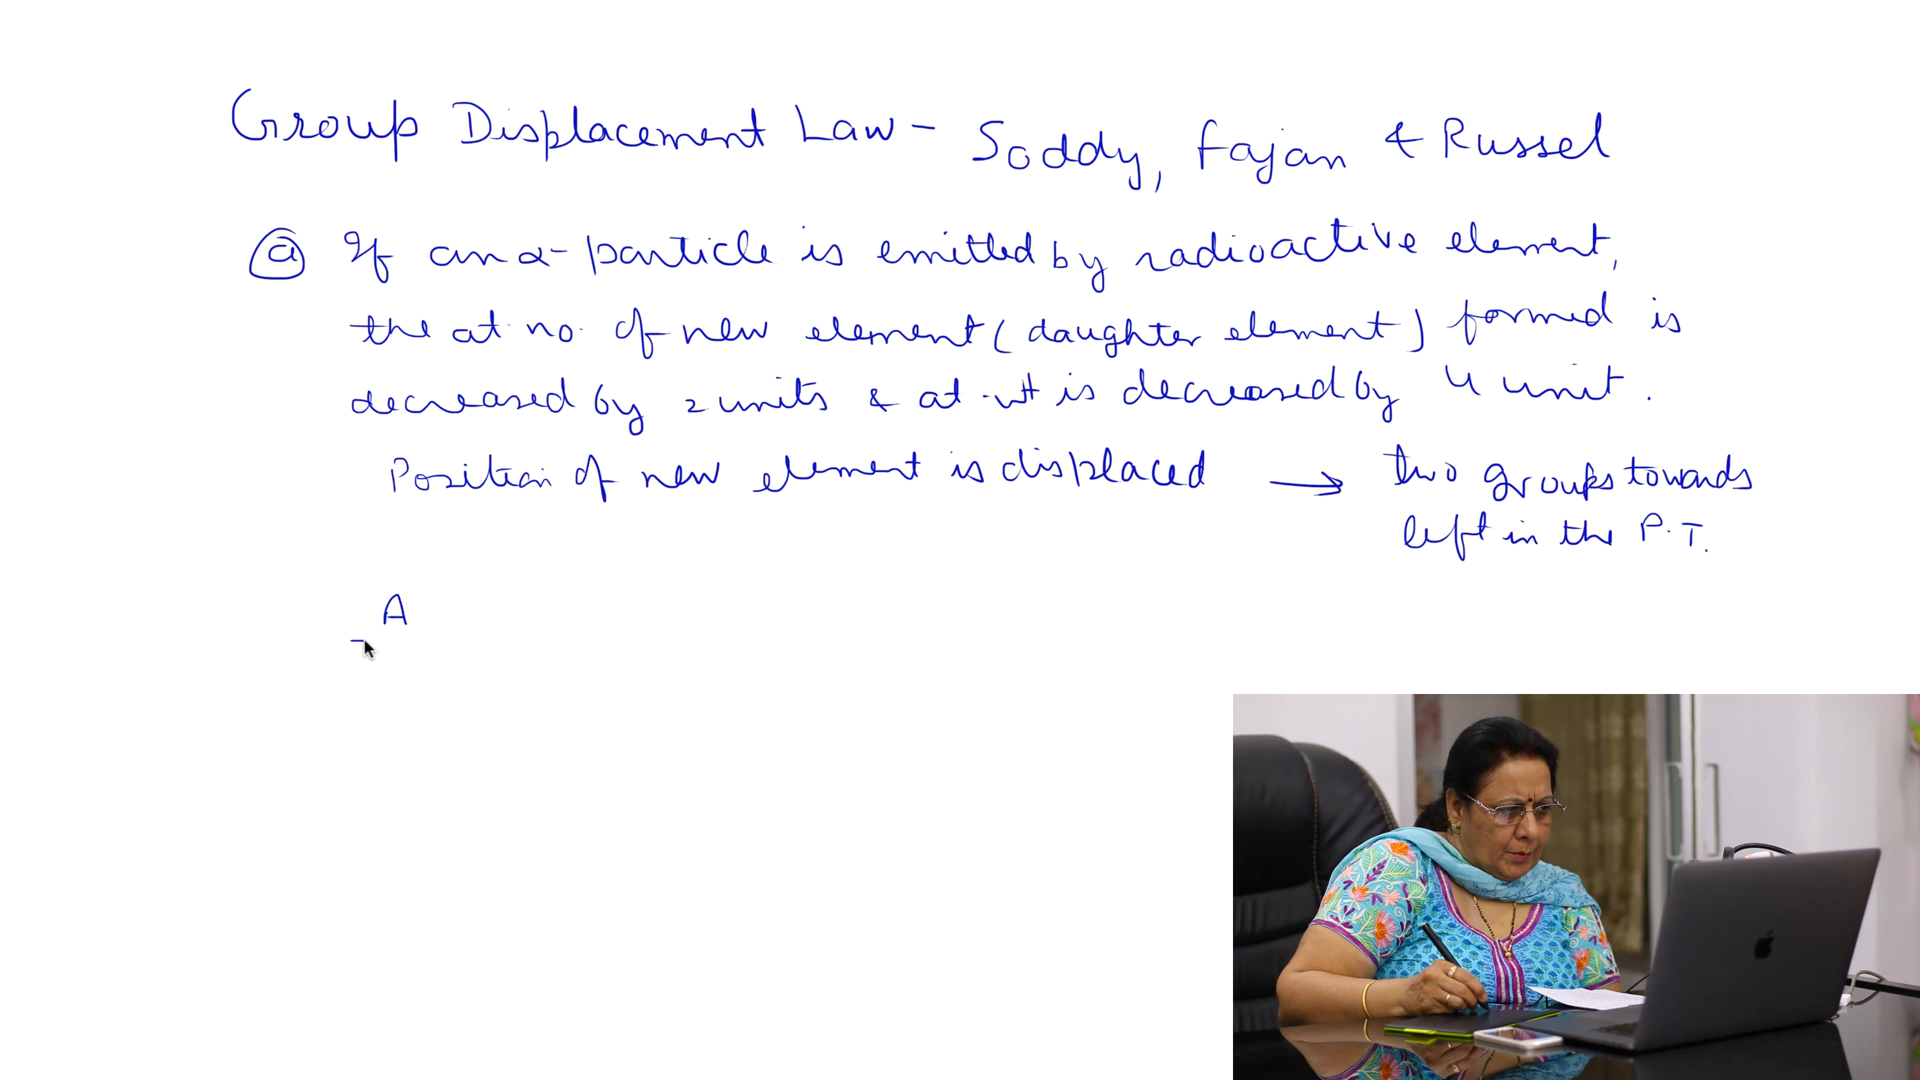 Group Displacement Law - Soddy, Fajan & Russel
(a) If an α-particle is emitted by radioactive element,
the at. no. of new element (daughter element) formed is
decreased by 2 units & at. wt is decreased by 4 unit.
Position of new element is displaced → two groups towards
left in the P.T.
A